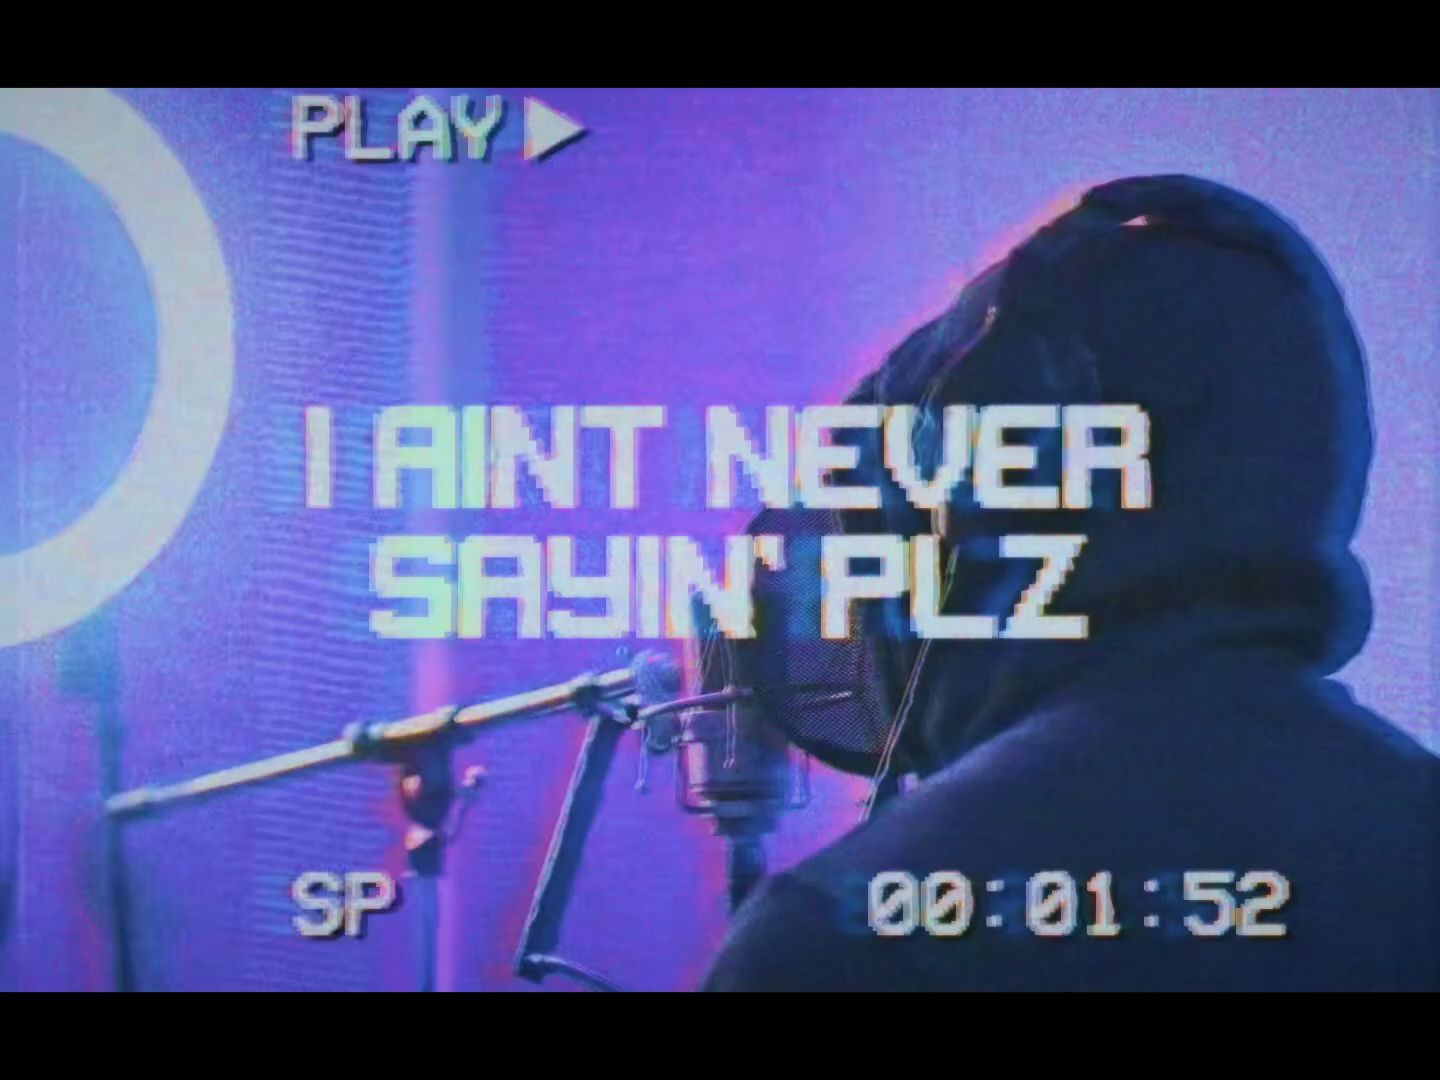 PLAY
I AINT NEVER
SAYIN' PLZ
SP
00:01:52